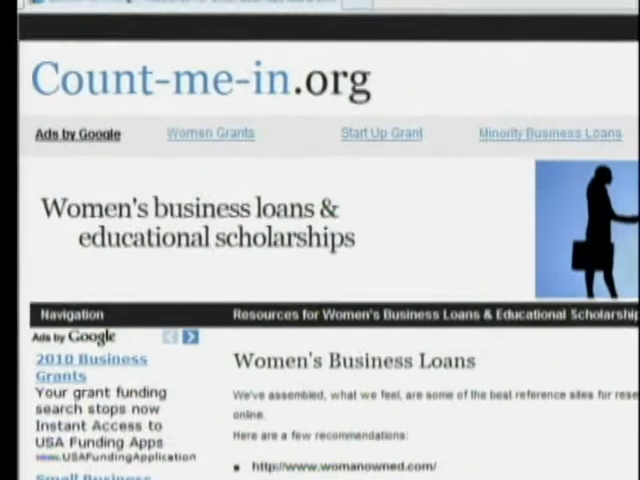 Count-me-in.org
Ads by Google Women Grants Start Up Grant Minority Business Loans
Women's business loans &
educational scholarships
Navigation
Resources for Women's Business Loans & Educational Scholarship
Ads by Google
2010 Business
Grants
Your grant funding
search stops now
Instant Access to
USA Funding Apps
www.USAFundingApplication
Small Business
Women's Business Loans
We've assembled, what we feel, are some of the best reference sites for rese
online.
Here are a few recommendations:
http://www.womanowned.com/